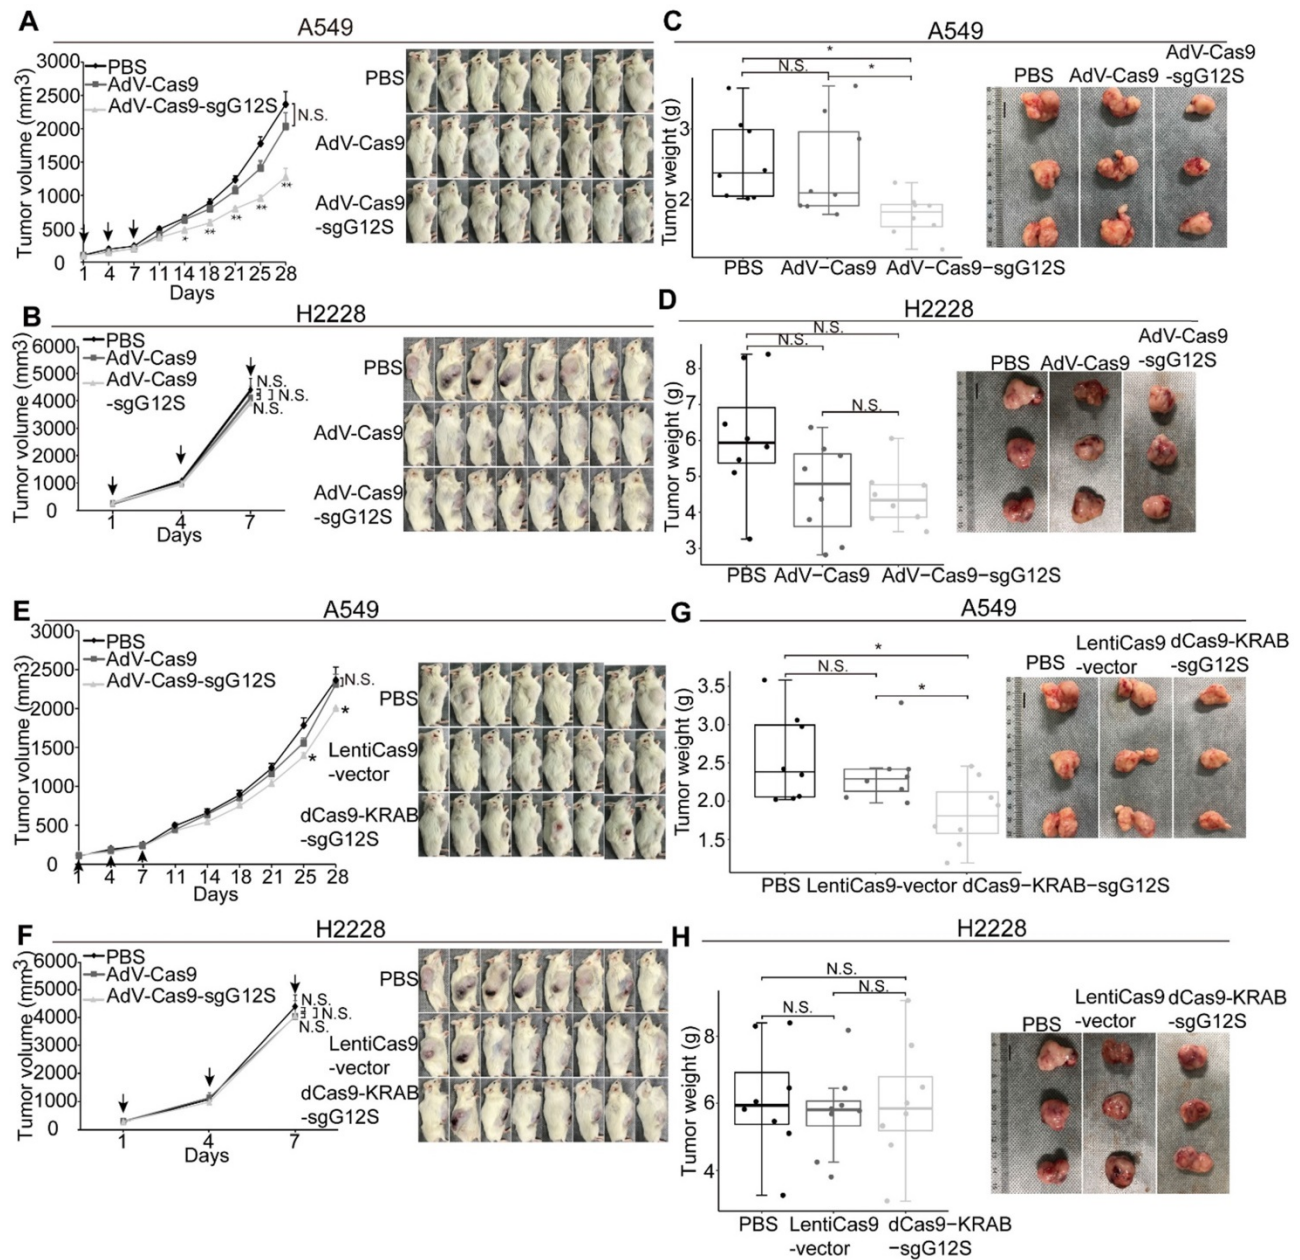 A
A549
Tumor volume (mm3)
3000
2500
2000
1500
1000
500
0
PBS
AdV-Cas9
AdV-Cas9-sgG12S
N.S.
**
**
**
**
*
1 4 7 11 14 18 21 25 28
Days
PBS
AdV-Cas9
AdV-Cas9
-sgG12S
C
A549
Tumor weight (g)
3
2
*
N.S.
*
PBS AdV−Cas9 AdV−Cas9−sgG12S
PBS AdV-Cas9
AdV-Cas9
-sgG12S
B
H2228
Tumor volume (mm3)
6000
5000
4000
3000
2000
1000
0
PBS
AdV-Cas9
AdV-Cas9
-sgG12S
N.S.
N.S.
N.S.
1 4 7
Days
PBS
AdV-Cas9
AdV-Cas9
-sgG12S
D
H2228
Tumor weight (g)
8
7
6
5
4
3
N.S.
N.S.
N.S.
PBS AdV−Cas9 AdV−Cas9−sgG12S
PBS AdV-Cas9
AdV-Cas9
-sgG12S
E
A549
Tumor volume (mm3)
3000
2500
2000
1500
1000
500
0
PBS
AdV-Cas9
AdV-Cas9-sgG12S
N.S.
*
*
1 4 7 11 14 18 21 25 28
Days
PBS
LentiCas9
-vector
dCas9-KRAB
-sgG12S
G
A549
Tumor weight (g)
3.5
3.0
2.5
2.0
1.5
*
N.S.
*
PBS LentiCas9-vector dCas9−KRAB−sgG12S
PBS
LentiCas9
-vector
dCas9-KRAB
-sgG12S
F
H2228
Tumor volume (mm3)
6000
5000
4000
3000
2000
1000
0
PBS
AdV-Cas9
AdV-Cas9-sgG12S
N.S.
N.S.
N.S.
1 4 7
Days
PBS
LentiCas9
-vector
dCas9-KRAB
-sgG12S
H
H2228
Tumor weight (g)
8
6
4
N.S.
N.S.
N.S.
PBS
LentiCas9
-vector
dCas9−KRAB
−sgG12S
PBS
LentiCas9
-vector
dCas9-KRAB
-sgG12S